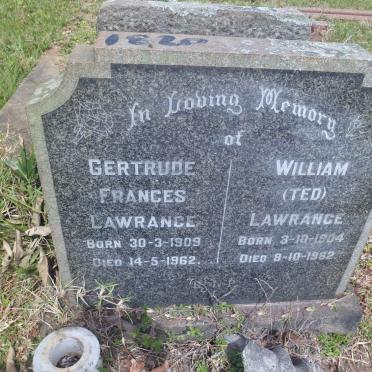 In Loving Memory
of
GERTRUDE
FRANCES
LAWRANCE
BORN 30-3-1909
DIED 14-5-1962.
WILLIAM
(TED)
LAWRANCE
BORN 3-10-1904
DIED 8-10-1962